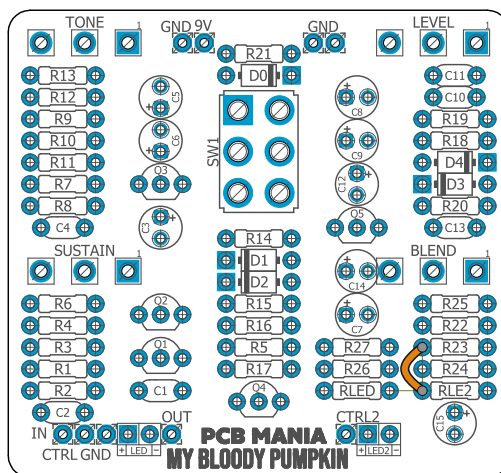 TONE 1 GND 9V GND LEVEL 1
R21
R13 D0 C11
R12 C5 C8 C10
R9 R19
R10 C6 SW1 C9 R18
R11 D4
R7 Q3 C12 D3
R8 R20
C4 C3 Q5 C13
R14
SUSTAIN 1 D1 BLEND 1
D2 C14
R6 Q2 R15 R25
R4 R16 C7 R22
R3 Q1 R5 R27 R23
R1 R17 R26 R24
R2 C1 Q4 RLED RLE2
C2 C15
IN OUT CTRL2
CTRL GND + LED - + LED2 -
PCB MANIA
MY BLOODY PUMPKIN